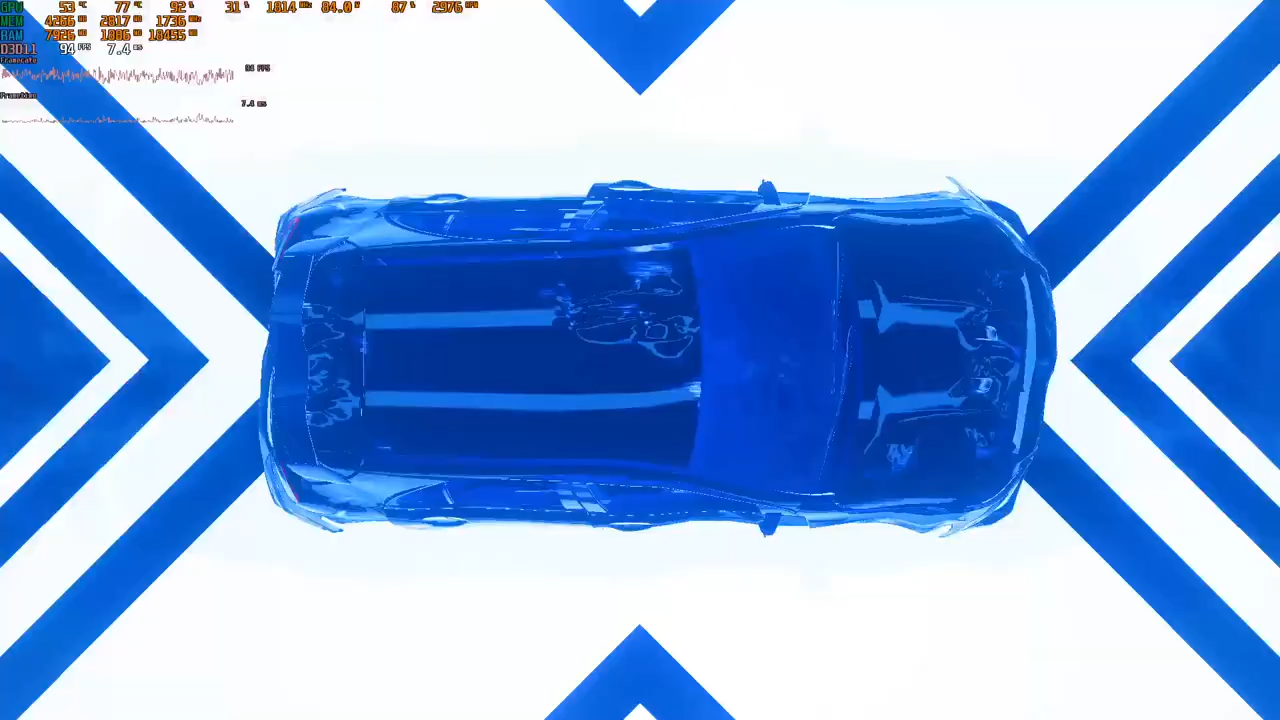 GPU 53 °C 77 °C 92 % 31 % 1814 MHz 84.0 W 87 % 2976 RPM
MEM 4266 MB 2817 MB 1736 MHz
RAM 7926 MB 1886 MB 18455 MB
D3D11 94 FPS 7.4 ms
Framerate 94 FPS
Frametime 7.4 ms